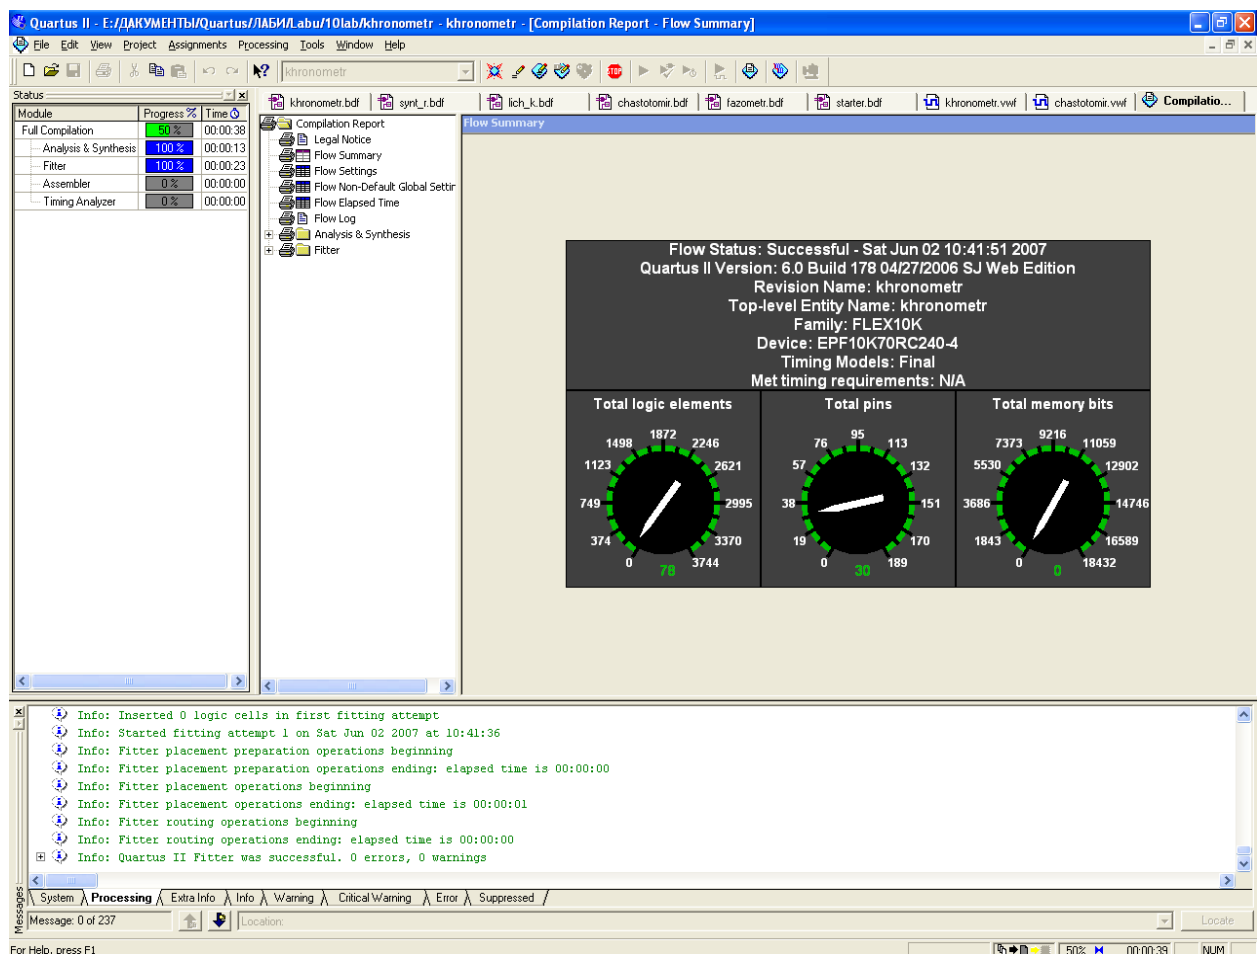 Quartus II - E:/ДАКУМЕНТЫ/Quartus/ЛАБИ/Labu/10lab/khronometr - khronometr - [Compilation Report - Flow Summary]
File Edit View Project Assignments Processing Tools Window Help
khronometr
STOP
Status
Module Progress % Time
Full Compilation 50 % 00:00:38
Analysis & Synthesis 100 % 00:00:13
Fitter 100 % 00:00:23
Assembler 0 % 00:00:00
Timing Analyzer 0 % 00:00:00
khronometr.bdf synt_r.bdf lich_k.bdf chastotomir.bdf fazometr.bdf starter.bdf khronometr.vwf chastotomir.vwf Compilatio...
Compilation Report
Legal Notice
Flow Summary
Flow Settings
Flow Non-Default Global Settir
Flow Elapsed Time
Flow Log
Analysis & Synthesis
Fitter
Flow Summary
Flow Status: Successful - Sat Jun 02 10:41:51 2007
Quartus II Version: 6.0 Build 178 04/27/2006 SJ Web Edition
Revision Name: khronometr
Top-level Entity Name: khronometr
Family: FLEX10K
Device: EPF10K70RC240-4
Timing Models: Final
Met timing requirements: N/A
Total logic elements
1872
1498 2246
1123 2621
749 2995
374 3370
0 78 3744
Total pins
95
76 113
57 132
38 151
19 170
0 30 189
Total memory bits
9216
7373 11059
5530 12902
3686 14746
1843 16589
0 0 18432
Info: Inserted 0 logic cells in first fitting attempt
Info: Started fitting attempt 1 on Sat Jun 02 2007 at 10:41:36
Info: Fitter placement preparation operations beginning
Info: Fitter placement preparation operations ending: elapsed time is 00:00:00
Info: Fitter placement operations beginning
Info: Fitter placement operations ending: elapsed time is 00:00:01
Info: Fitter routing operations beginning
Info: Fitter routing operations ending: elapsed time is 00:00:00
Info: Quartus II Fitter was successful. 0 errors, 0 warnings
System Processing Extra Info Info Warning Critical Warning Error Suppressed
Messages
Message: 0 of 237 Location: Locate
For Help, press F1 50% 00:00:39 NUM